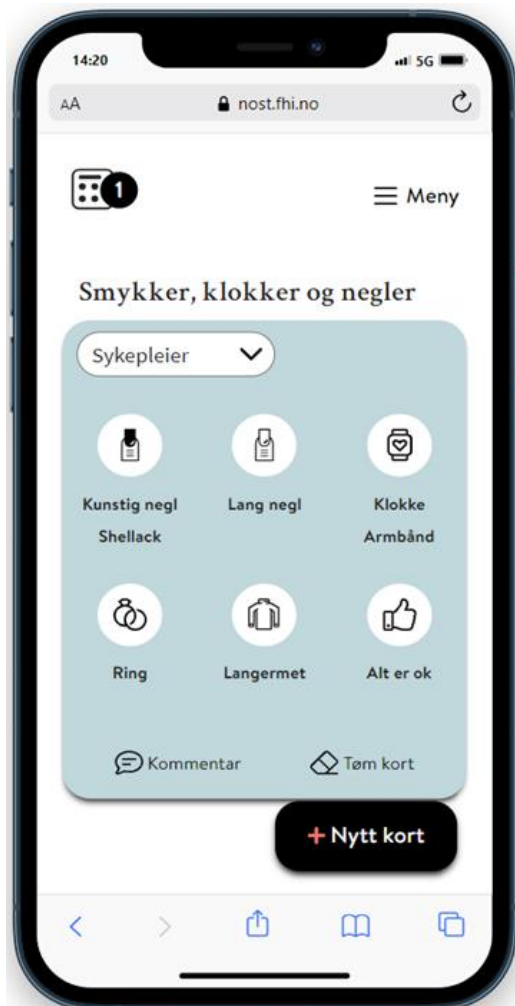 14:20
5G
AA
nost.fhi.no
1
Meny
Smykker, klokker og negler
Sykepleier
Kunstig negl
Shellack
Lang negl
Klokke
Armbånd
Ring
Langermet
Alt er ok
Kommentar
Tøm kort
+ Nytt kort